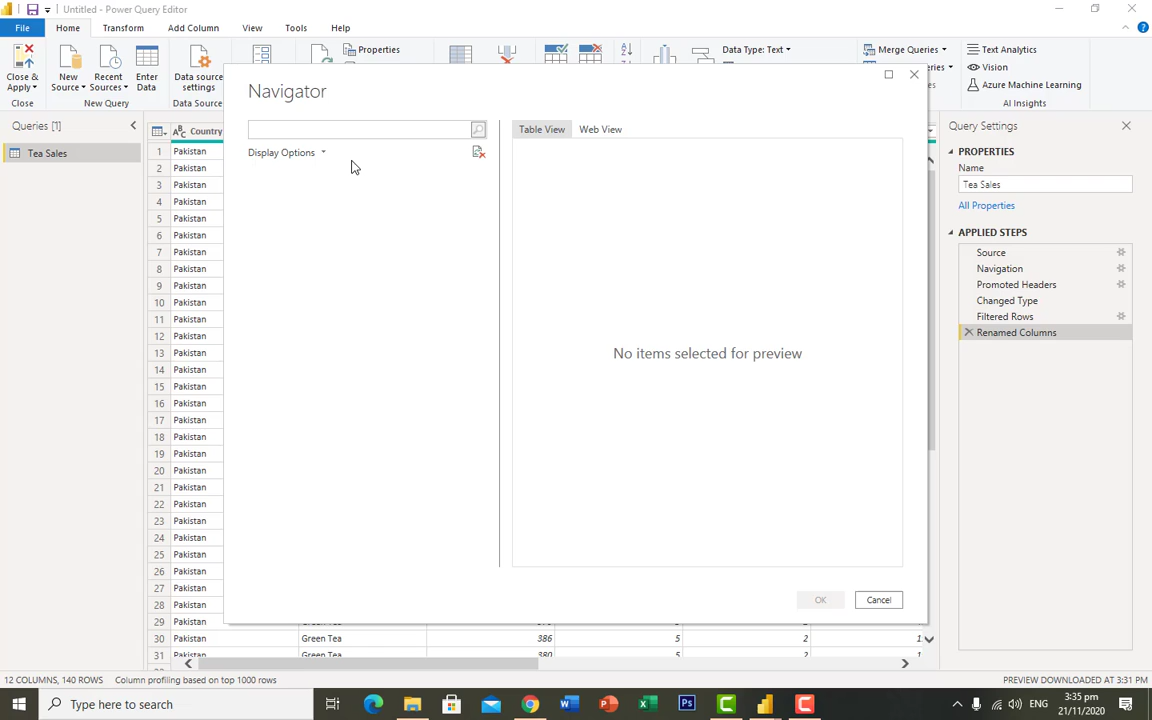 Untitled - Power Query Editor
File Home Transform Add Column View Tools Help
Close & Apply
New Source
Recent Sources
Enter Data
Data source settings
Properties
Data Type: Text
Merge Queries
Text Analytics
Vision
Azure Machine Learning
Close
New Query
Data Source
AI Insights
Queries [1]
Tea Sales
Country
1 Pakistan
2 Pakistan
3 Pakistan
4 Pakistan
5 Pakistan
6 Pakistan
7 Pakistan
8 Pakistan
9 Pakistan
10 Pakistan
11 Pakistan
12 Pakistan
13 Pakistan
14 Pakistan
15 Pakistan
16 Pakistan
17 Pakistan
18 Pakistan
19 Pakistan
20 Pakistan
21 Pakistan
22 Pakistan
23 Pakistan
24 Pakistan
25 Pakistan
26 Pakistan
27 Pakistan
28 Pakistan
29 Pakistan
30 Pakistan Green Tea 386 5 2
31 Pakistan Green Tea
Navigator
Display Options
Table View Web View
No items selected for preview
OK Cancel
Query Settings
PROPERTIES
Name
Tea Sales
All Properties
APPLIED STEPS
Source
Navigation
Promoted Headers
Changed Type
Filtered Rows
Renamed Columns
12 COLUMNS, 140 ROWS Column profiling based on top 1000 rows PREVIEW DOWNLOADED AT 3:31 PM
Type here to search
ENG
3:35 pm
21/11/2020